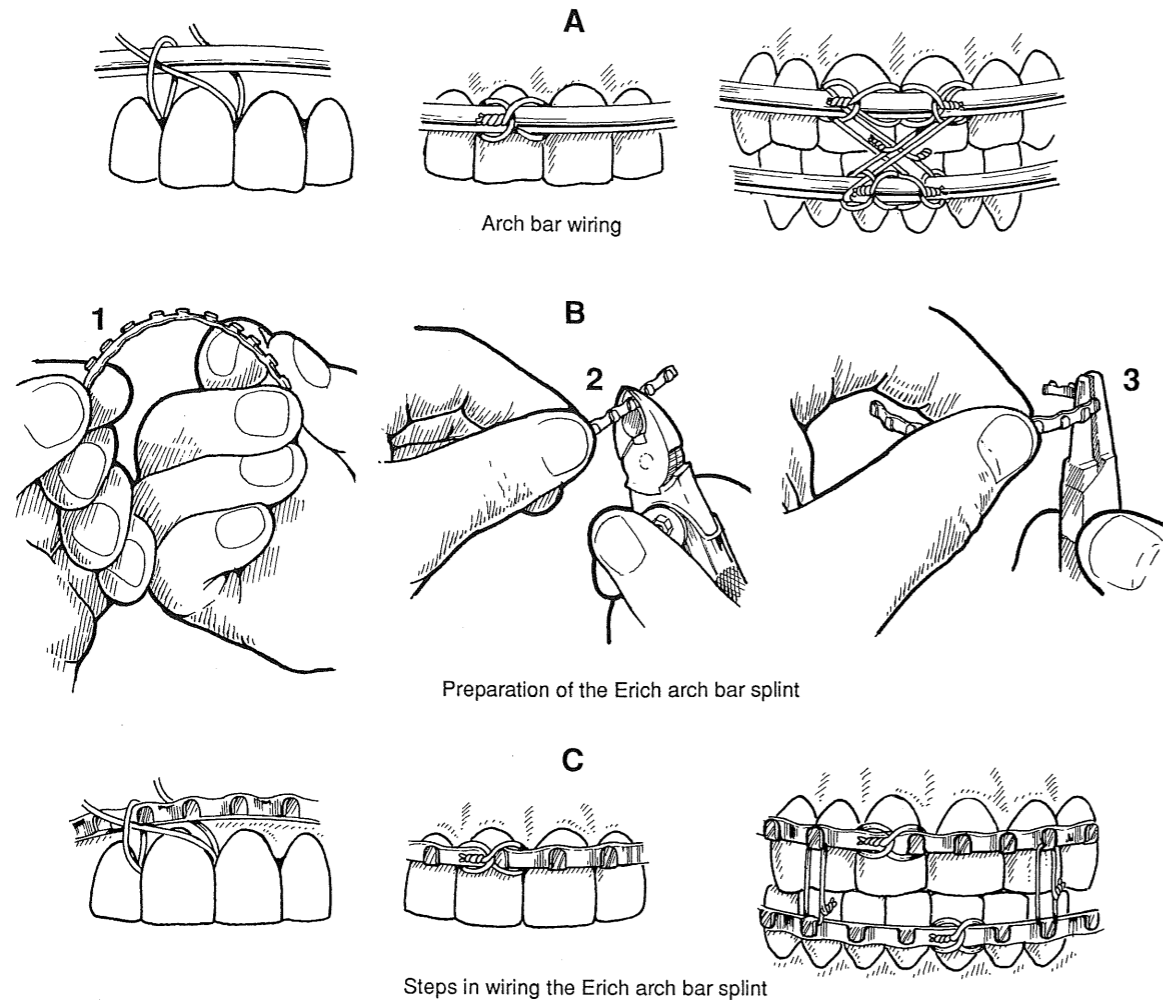 A
Arch bar wiring
1
B
2
3
Preparation of the Erich arch bar splint
C
Steps in wiring the Erich arch bar splint